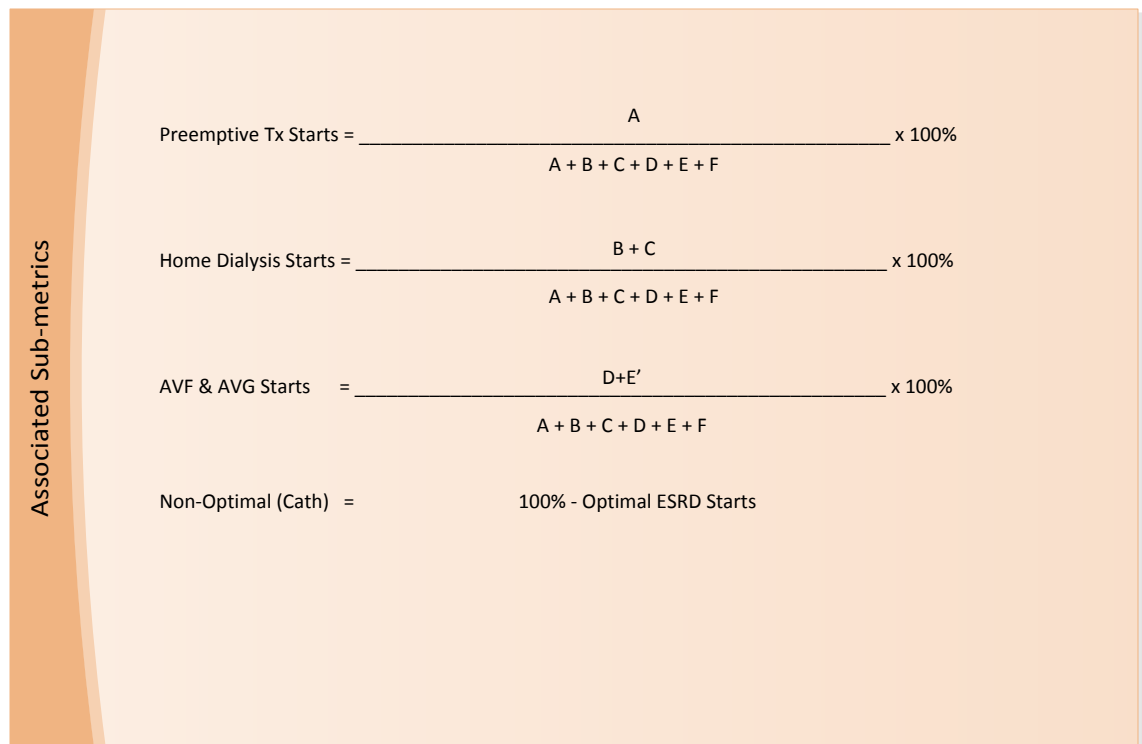 Associated Sub-metrics
A
Preemptive Tx Starts = ______________________________________________ x 100%
A + B + C + D + E + F
B + C
Home Dialysis Starts = ______________________________________________ x 100%
A + B + C + D + E + F
D+E’
AVF & AVG Starts = ______________________________________________ x 100%
A + B + C + D + E + F
Non-Optimal (Cath) = 100% - Optimal ESRD Starts